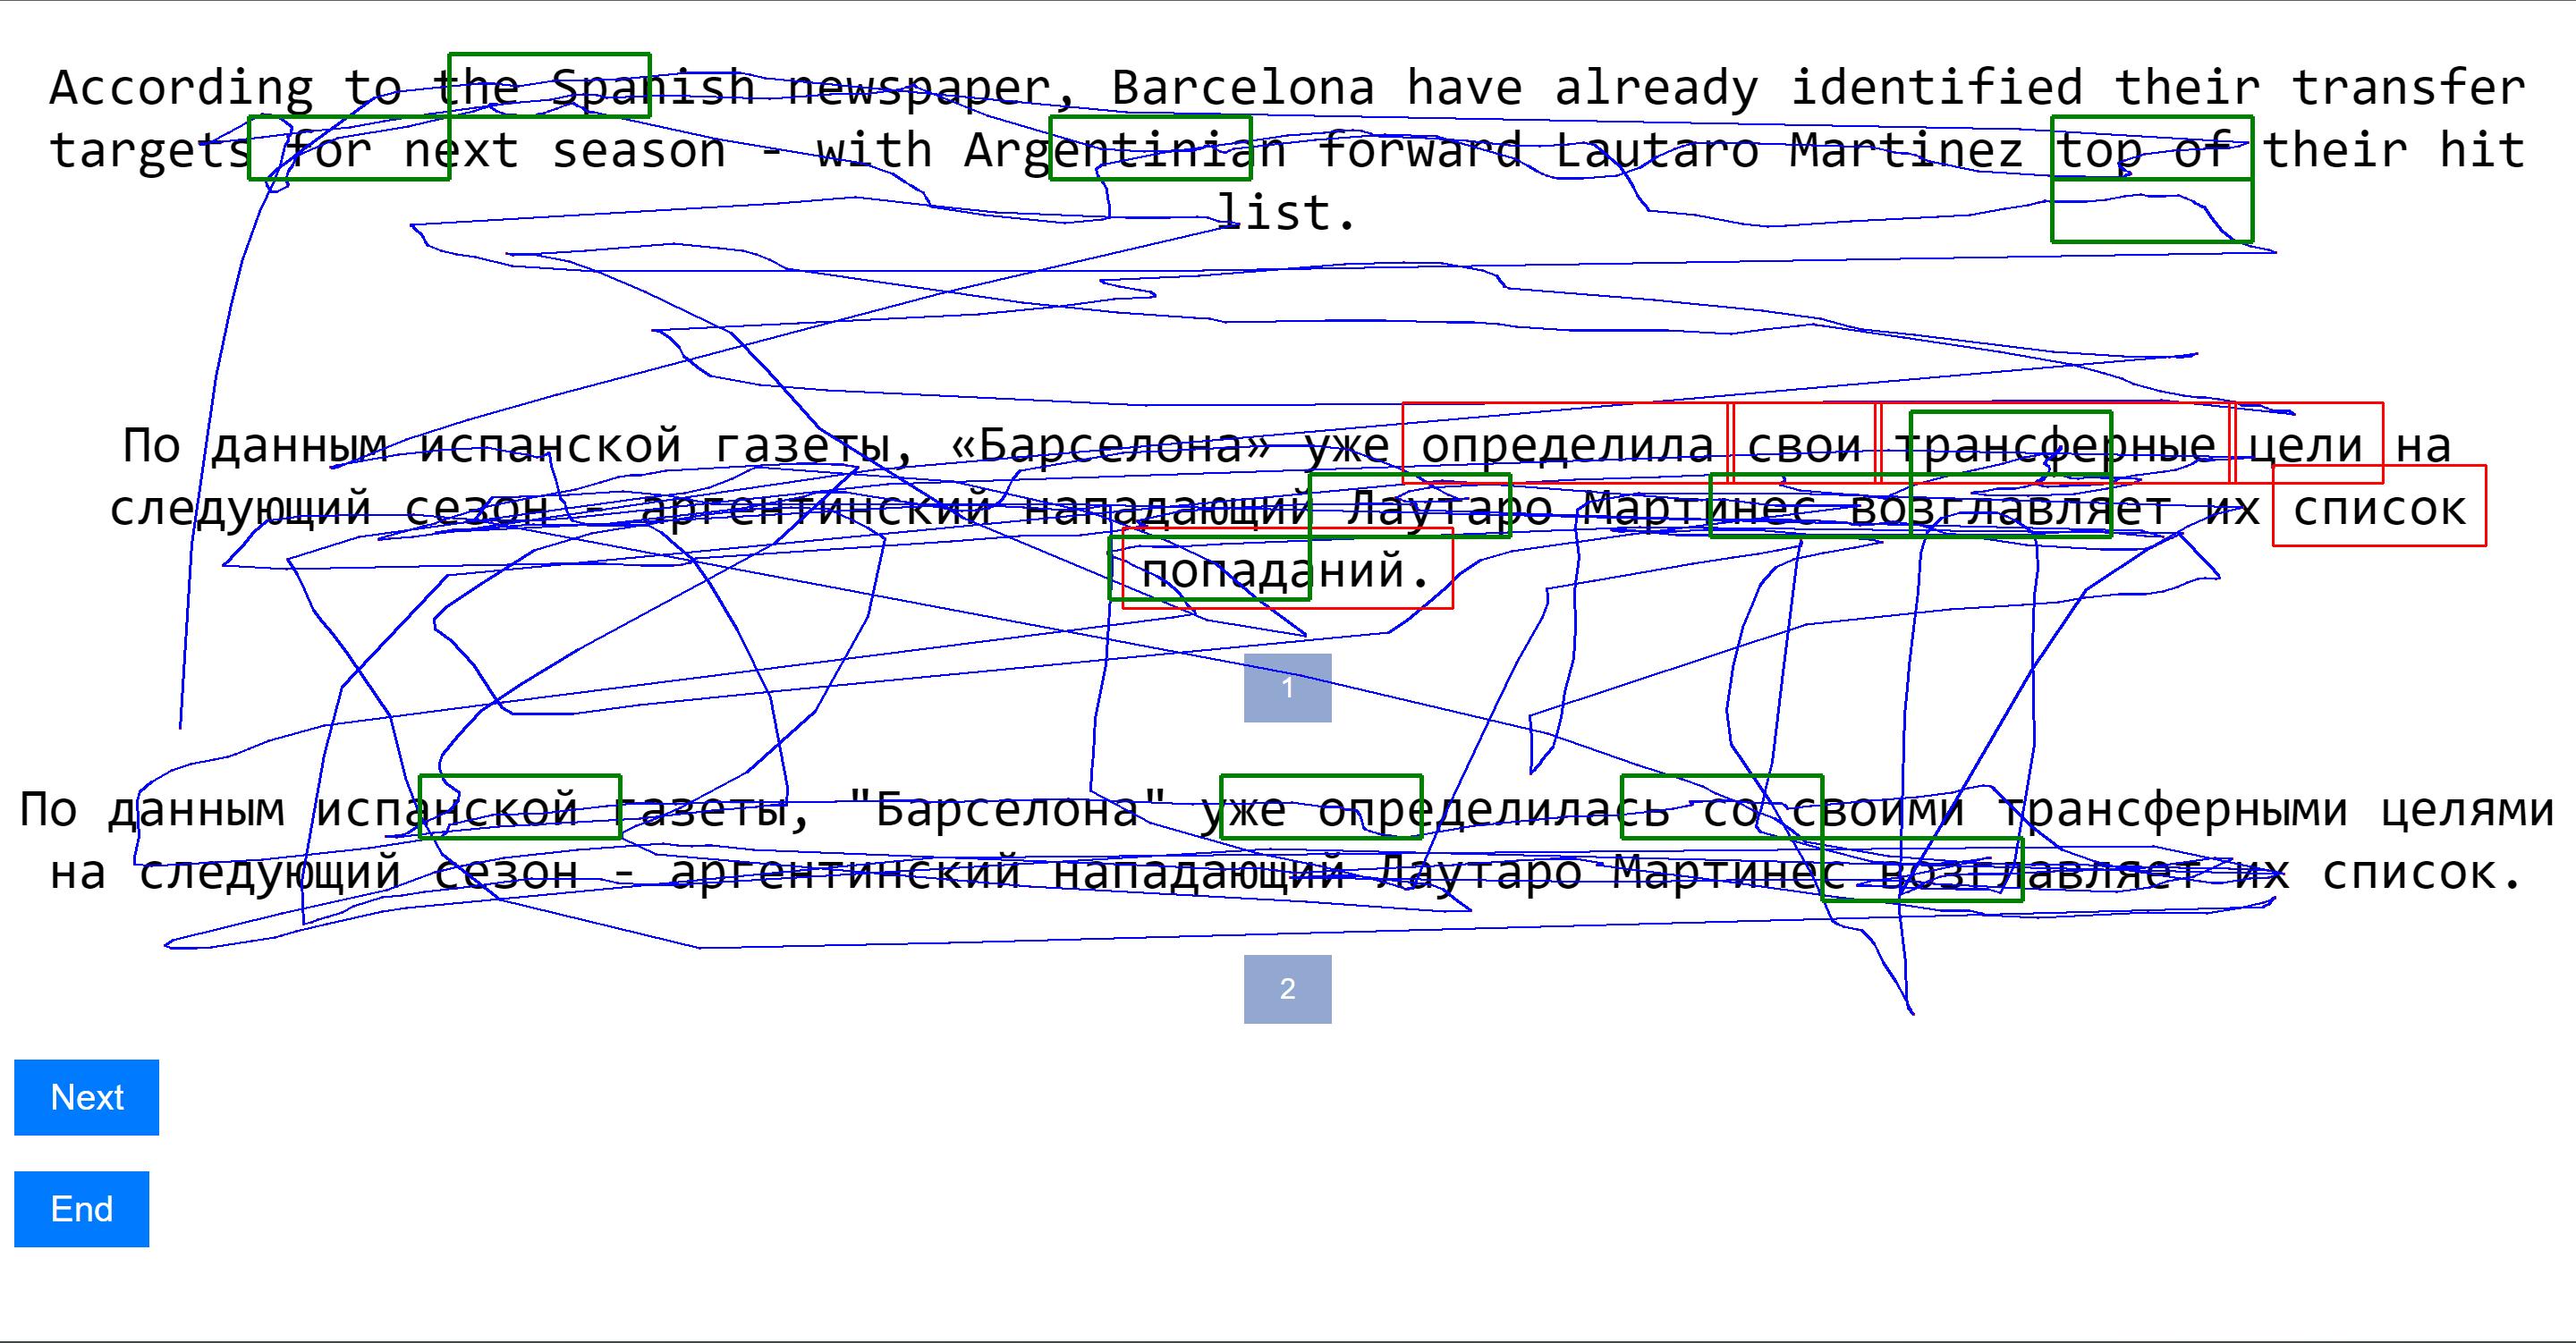 According to the Spanish newspaper, Barcelona have already identified their transfer
targets for next season - with Argentinian forward Lautaro Martinez top of their hit
list.
По данным испанской газеты, «Барселона» уже определила свои трансферные цели на
следующий сезон - аргентинский нападающий Лаутаро Мартинес возглавляет их список
попаданий.
1
По данным испанской газеты, "Барселона" уже определилась со своими трансферными целями
на следующий сезон - аргентинский нападающий Лаутаро Мартинес возглавляет их список.
2
Next
End